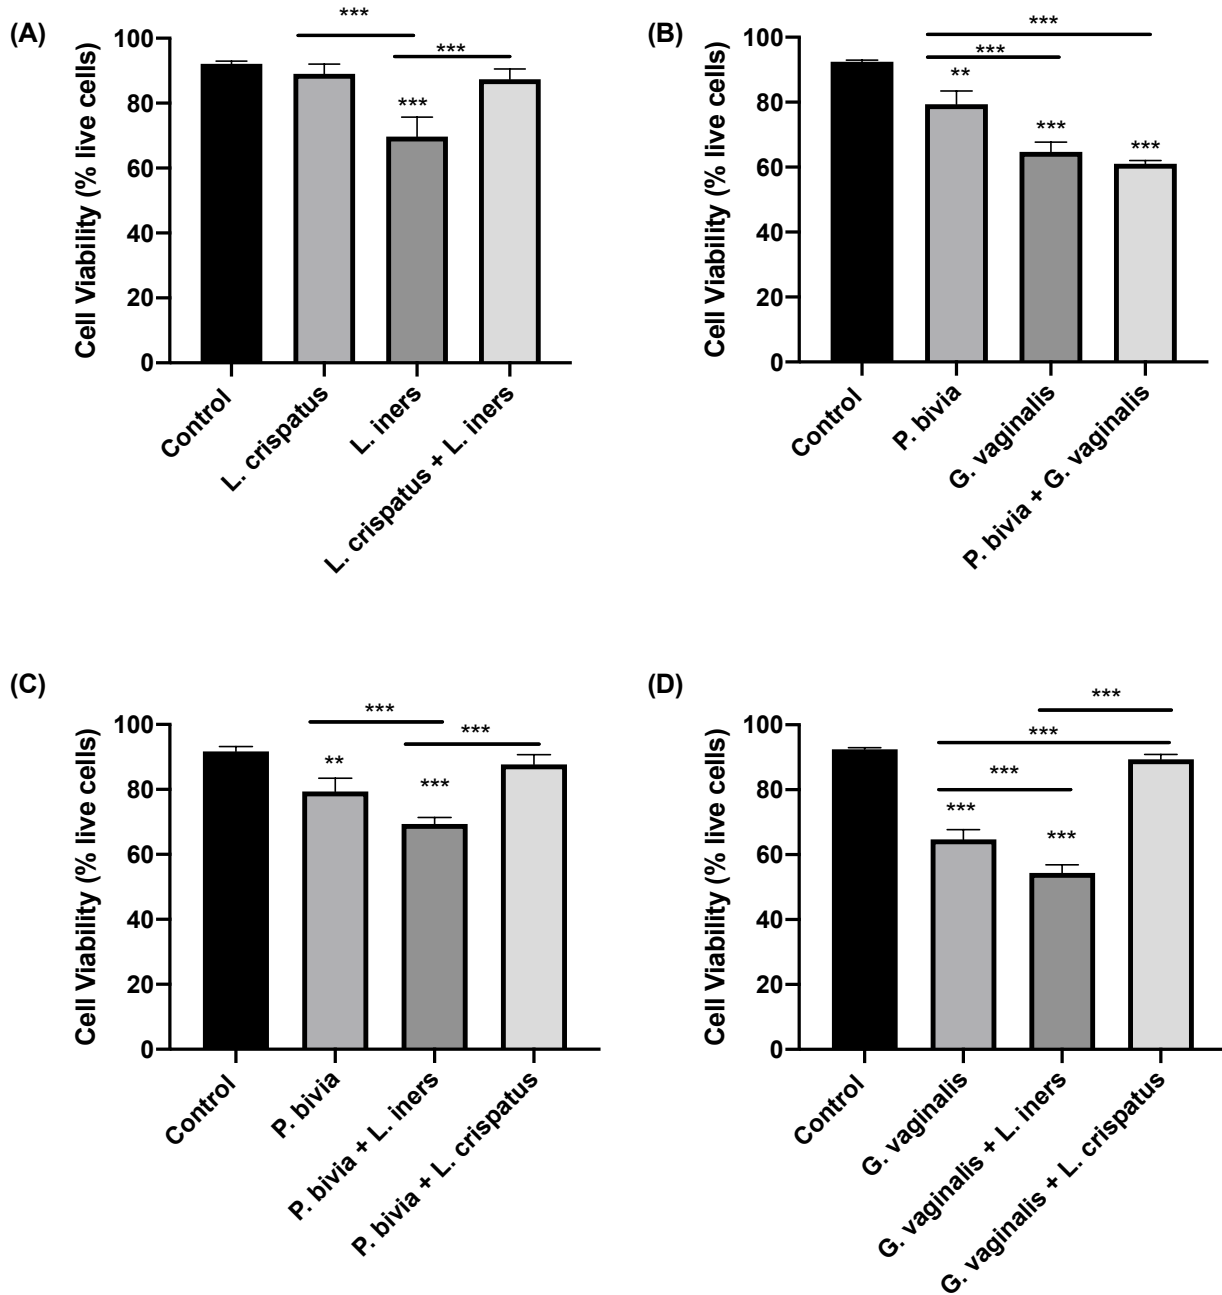 (A)
Cell Viability (% live cells)
100
80
60
40
20
0
***
***
***
Control
L. crispatus
L. iners
L. crispatus + L. iners
(B)
Cell Viability (% live cells)
100
80
60
40
20
0
***
***
**
***
***
Control
P. bivia
G. vaginalis
P. bivia + G. vaginalis
(C)
Cell Viability (% live cells)
100
80
60
40
20
0
***
***
**
***
Control
P. bivia
P. bivia + L. iners
P. bivia + L. crispatus
(D)
Cell Viability (% live cells)
100
80
60
40
20
0
***
***
***
***
***
Control
G. vaginalis
G. vaginalis + L. iners
G. vaginalis + L. crispatus